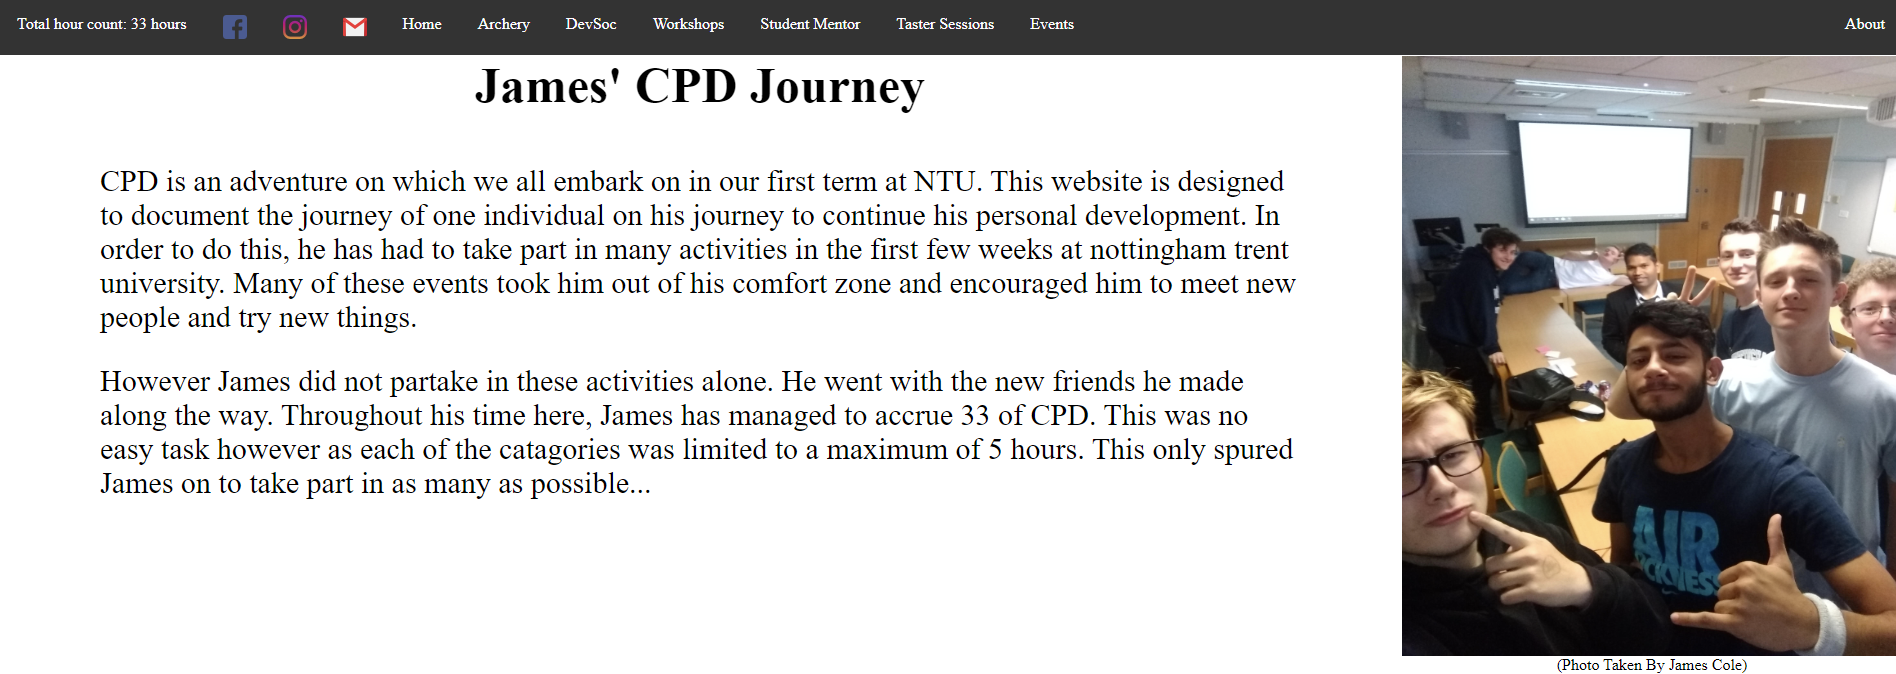 Total hour count: 33 hours Home Archery DevSoc Workshops Student Mentor Taster Sessions Events About
James' CPD Journey
CPD is an adventure on which we all embark on in our first term at NTU. This website is designed
to document the journey of one individual on his journey to continue his personal development. In
order to do this, he has had to take part in many activities in the first few weeks at nottingham trent
university. Many of these events took him out of his comfort zone and encouraged him to meet new
people and try new things.
However James did not partake in these activities alone. He went with the new friends he made
along the way. Throughout his time here, James has managed to accrue 33 of CPD. This was no
easy task however as each of the catagories was limited to a maximum of 5 hours. This only spured
James on to take part in as many as possible...
AIR
(Photo Taken By James Cole)